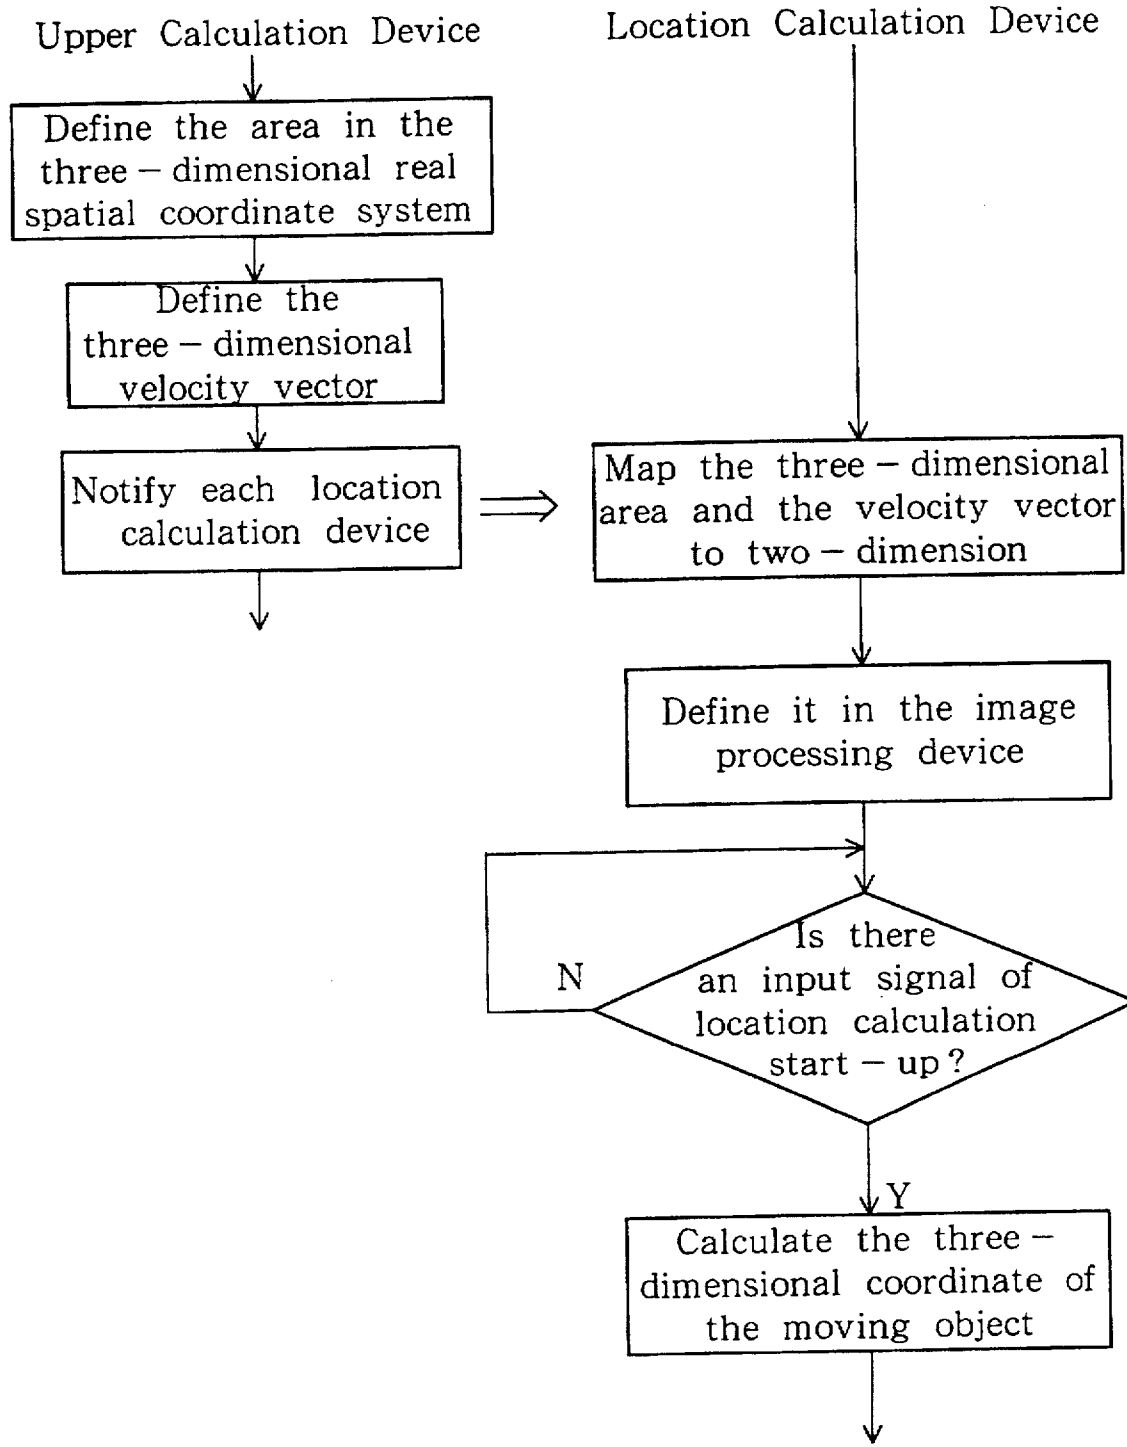 Upper Calculation Device
Define the area in the
three – dimensional real
spatial coordinate system
Define the
three – dimensional
velocity vector
Notify each location
calculation device
Location Calculation Device
Map the three – dimensional
area and the velocity vector
to two – dimension
Define it in the image
processing device
Is there
an input signal of
location calculation
start – up ?
N
Y
Calculate the three –
dimensional coordinate of
the moving object